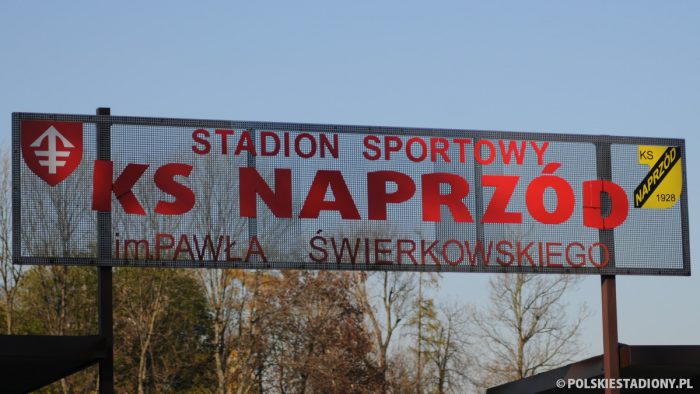 STADION SPORTOWY
KS NAPRZÓD
im.PAWŁA ŚWIERKOWSKIEGO
KS
NAPRZÓD
1928
© POLSKIESTADIONY.PL